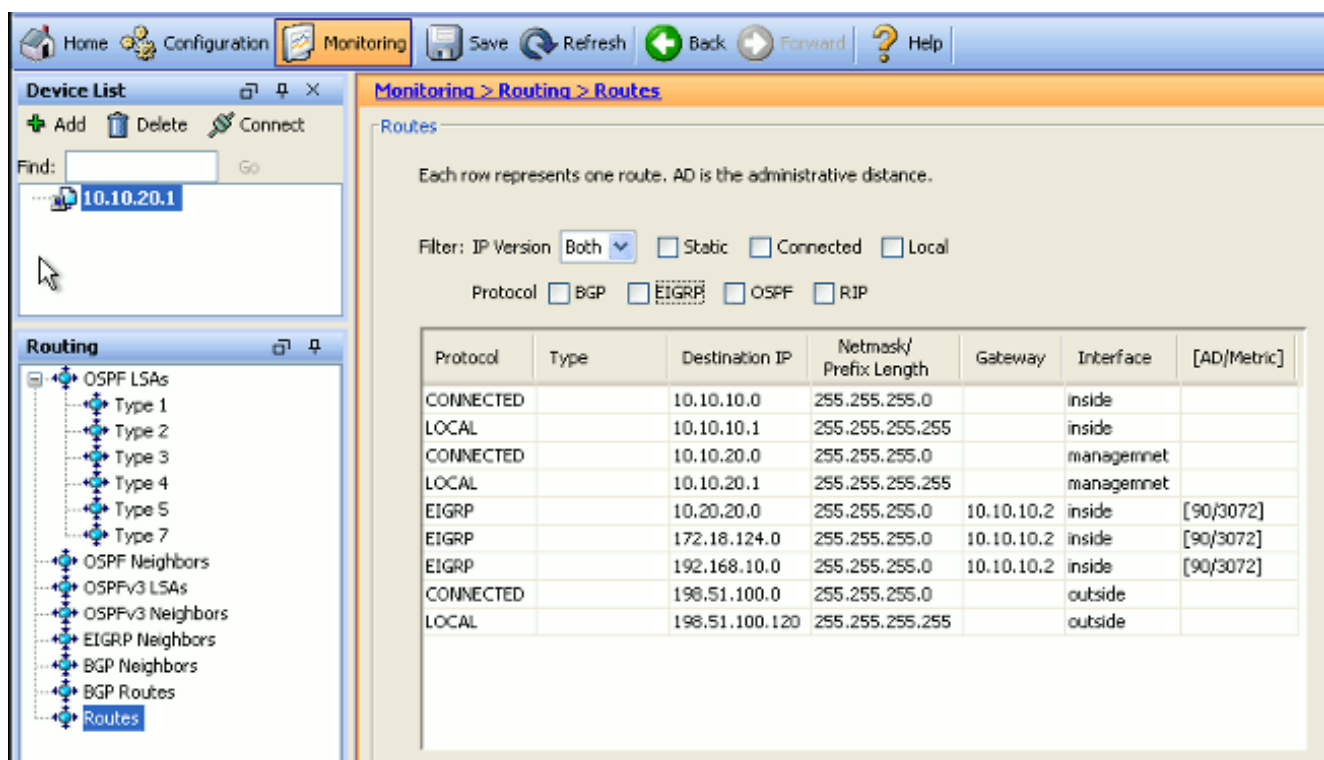 Home Configuration Monitoring Save Refresh Back Forward Help
Device List
Add Delete Connect
Find: Go
10.10.20.1
Routing
OSPF LSAs
Type 1
Type 2
Type 3
Type 4
Type 5
Type 7
OSPF Neighbors
OSPFv3 LSAs
OSPFv3 Neighbors
EIGRP Neighbors
BGP Neighbors
BGP Routes
Routes
Monitoring > Routing > Routes
Routes
Each row represents one route. AD is the administrative distance.
Filter: IP Version Both Static Connected Local
Protocol BGP EIGRP OSPF RIP
Protocol Type Destination IP Netmask/ Prefix Length Gateway Interface [AD/Metric]
CONNECTED 10.10.10.0 255.255.255.0 inside
LOCAL 10.10.10.1 255.255.255.255 inside
CONNECTED 10.10.20.0 255.255.255.0 managemnet
LOCAL 10.10.20.1 255.255.255.255 managemnet
EIGRP 10.20.20.0 255.255.255.0 10.10.10.2 inside [90/3072]
EIGRP 172.18.124.0 255.255.255.0 10.10.10.2 inside [90/3072]
EIGRP 192.168.10.0 255.255.255.0 10.10.10.2 inside [90/3072]
CONNECTED 198.51.100.0 255.255.255.0 outside
LOCAL 198.51.100.120 255.255.255.255 outside